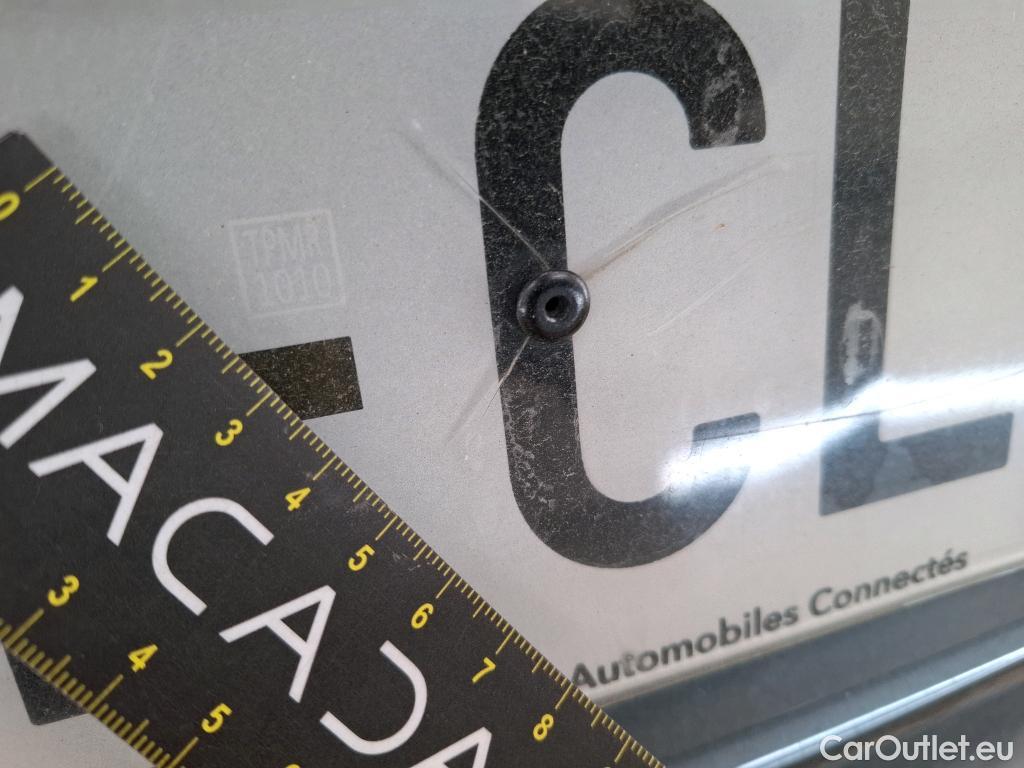 CL
TPMR
1010
-
0 1 2 3 4 5 6 7 8
MACADA
3 4 5
Automobiles Connectés
CarOutlet.eu